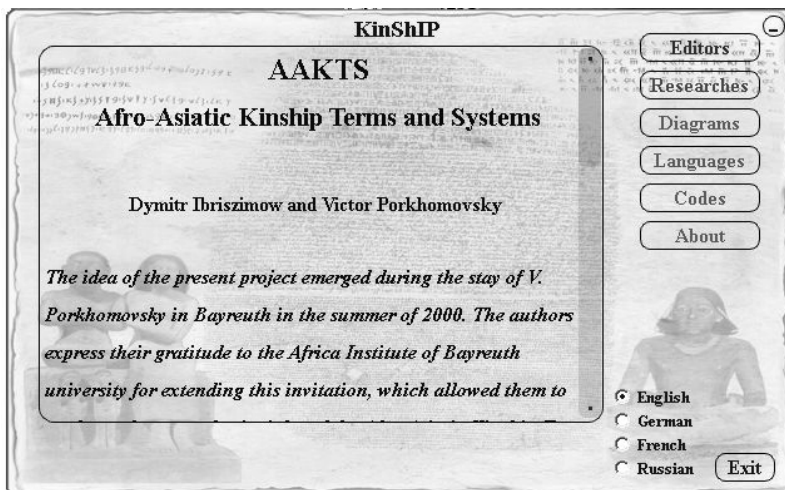 KinShIP
AAKTS
Afro-Asiatic Kinship Terms and Systems
Dymitr Ibriszimow and Victor Porkhomovsky
The idea of the present project emerged during the stay of V.
Porkhomovsky in Bayreuth in the summer of 2000. The authors
express their gratitude to the Africa Institute of Bayreuth
university for extending this invitation, which allowed them to
Editors
Researches
Diagrams
Languages
Codes
About
English
German
French
Russian
Exit